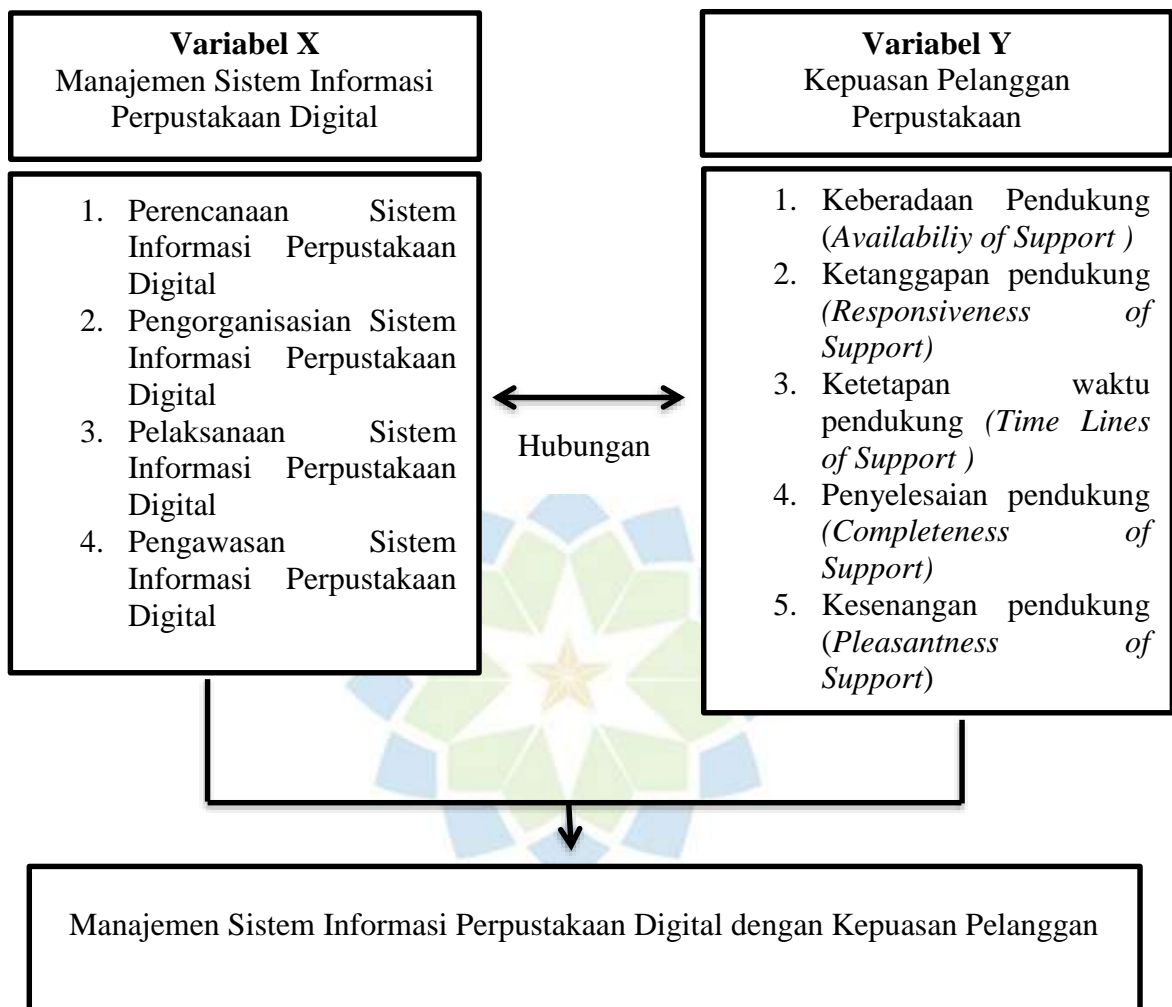 Variabel X
Manajemen Sistem Informasi
Perpustakaan Digital
1. Perencanaan Sistem
Informasi Perpustakaan
Digital
2. Pengorganisasian Sistem
Informasi Perpustakaan
Digital
3. Pelaksanaan Sistem
Informasi Perpustakaan
Digital
4. Pengawasan Sistem
Informasi Perpustakaan
Digital
Hubungan
Variabel Y
Kepuasan Pelanggan
Perpustakaan
1. Keberadaan Pendukung
(Availabiliy of Support )
2. Ketanggapan pendukung
(Responsiveness of
Support)
3. Ketetapan waktu
pendukung (Time Lines
of Support )
4. Penyelesaian pendukung
(Completeness of
Support)
5. Kesenangan pendukung
(Pleasantness of
Support)
Manajemen Sistem Informasi Perpustakaan Digital dengan Kepuasan Pelanggan